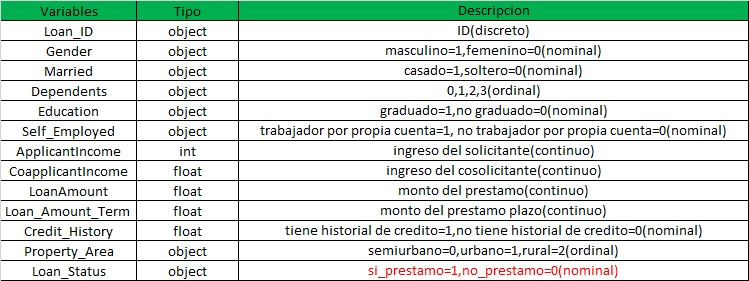 Variables Tipo Descripcion
Loan_ID object ID(discreto)
Gender object masculino=1,femenino=0(nominal)
Married object casado=1,soltero=0(nominal)
Dependents object 0,1,2,3(ordinal)
Education object graduado=1,no graduado=0(nominal)
Self_Employed object trabajador por propia cuenta=1, no trabajador por propia cuenta=0(nominal)
ApplicantIncome int ingreso del solicitante(continuo)
CoapplicantIncome float ingreso del cosolicitante(continuo)
LoanAmount float monto del prestamo(continuo)
Loan_Amount_Term float monto del prestamo plazo(continuo)
Credit_History float tiene historial de credito=1,no tiene historial de credito=0(nominal)
Property_Area object semiurbano=0,urbano=1,rural=2(ordinal)
Loan_Status object si_prestamo=1,no_prestamo=0(nominal)